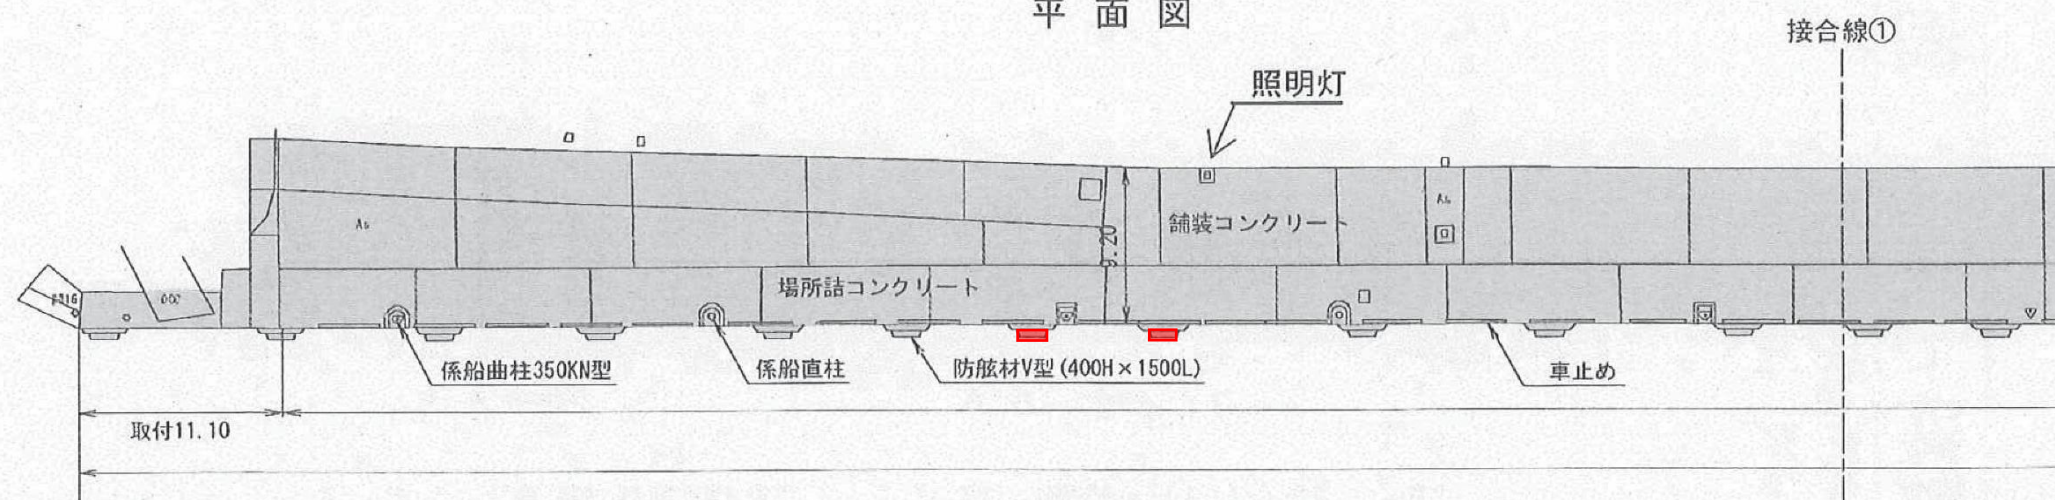 平面図
接合線①
照明灯
As
As
舗装コンクリート
9.20
場所詰コンクリート
係船曲柱350KN型
係船直柱
防舷材V型(400H×1500L)
車止め
取付11.10